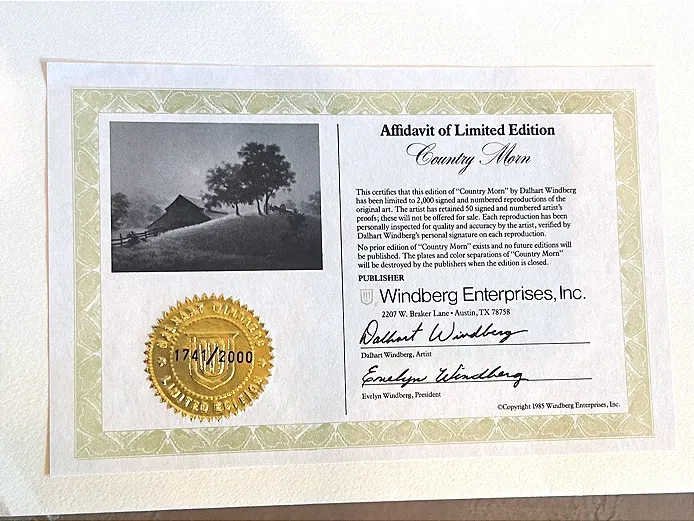 Affidavit of Limited Edition
Country Morn
This certifies that this edition of "Country Morn" by Dalhart Windberg
has been limited to 2,000 signed and numbered reproductions of the
original art. The artist has retained 50 signed and numbered artist's
proofs; these will not be offered for sale. Each reproduction has been
personally inspected for quality and accuracy by the artist, verified by
Dalhart Windberg's personal signature on each reproduction.
No prior edition of "Country Morn" exists and no future editions will
be published. The plates and color separations of "Country Morn"
will be destroyed by the publishers when the edition is closed.
PUBLISHER
Windberg Enterprises, Inc.
2207 W. Braker Lane • Austin, TX 78758
Dalhart Windberg
Dalhart Windberg, Artist
Evelyn Windberg
Evelyn Windberg, President
©Copyright 1985 Windberg Enterprises, Inc.
DALHART WINDBERG
1741/2000
LIMITED EDITION